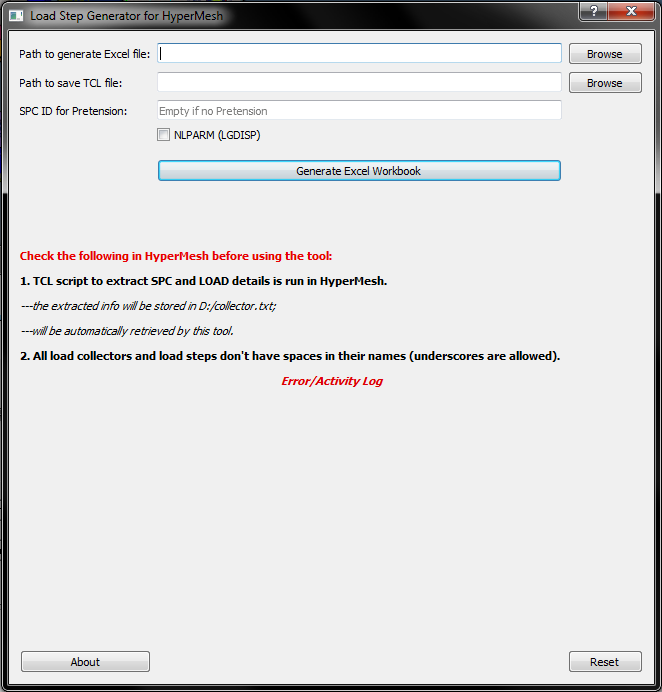 Load Step Generator for HyperMesh
?
Path to generate Excel file:
Browse
Path to save TCL file:
Browse
SPC ID for Pretension:
Empty if no Pretension
NLPARM (LGDISP)
Generate Excel Workbook
Check the following in HyperMesh before using the tool:
1. TCL script to extract SPC and LOAD details is run in HyperMesh.
---the extracted info will be stored in D:/collector.txt;
---will be automatically retrieved by this tool.
2. All load collectors and load steps don't have spaces in their names (underscores are allowed).
Error/Activity Log
About
Reset